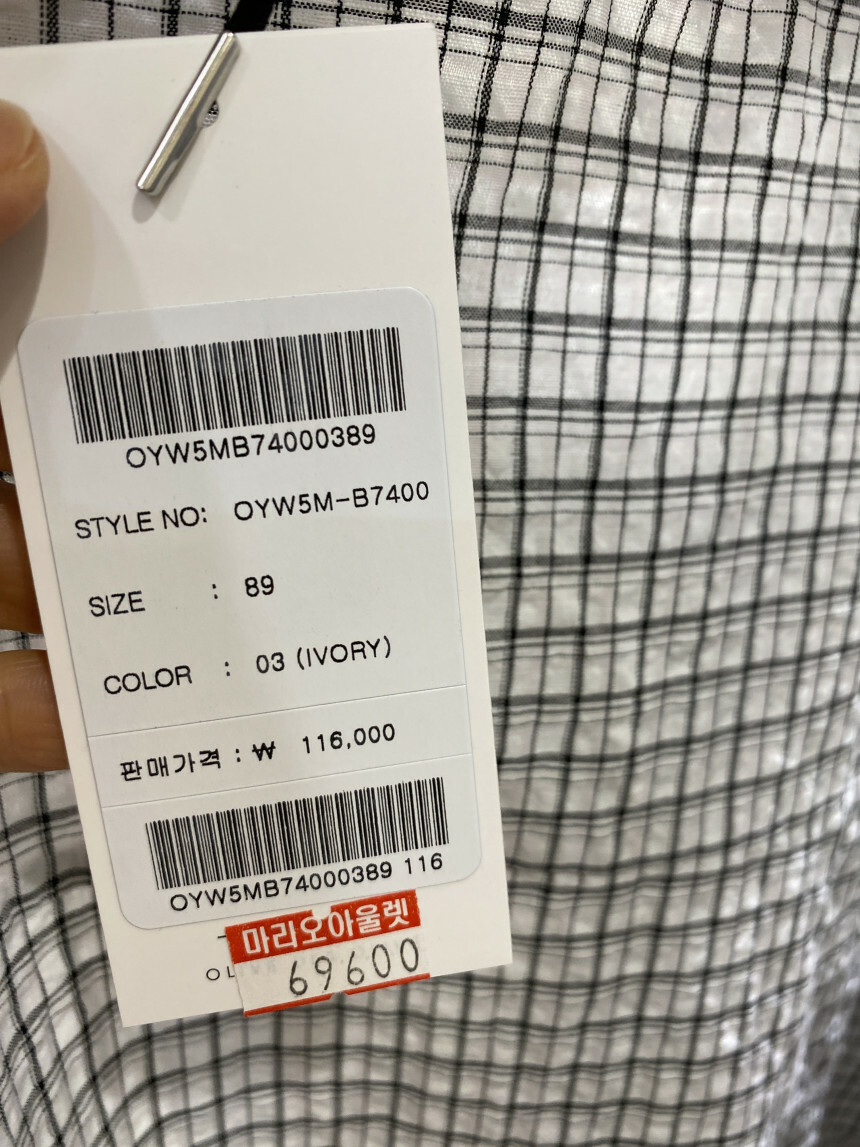 OYW5MB74000389
STYLE NO: OYW5M-B7400
SIZE : 89
COLOR : 03 (IVORY)
판매가격 : ₩ 116,000
OYW5MB74000389 116
마리오아울렛
69600